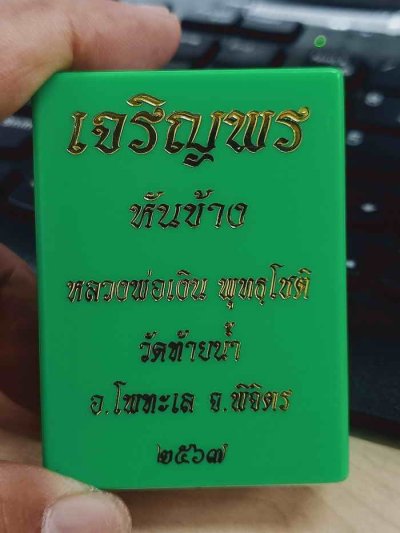 เจริญพร
หันข้าง
หลวงพ่อเงิน พุทธโชติ
วัดท้ายน้ำ
อ.โพทะเล จ.พิจิตร
๒๕๖๗